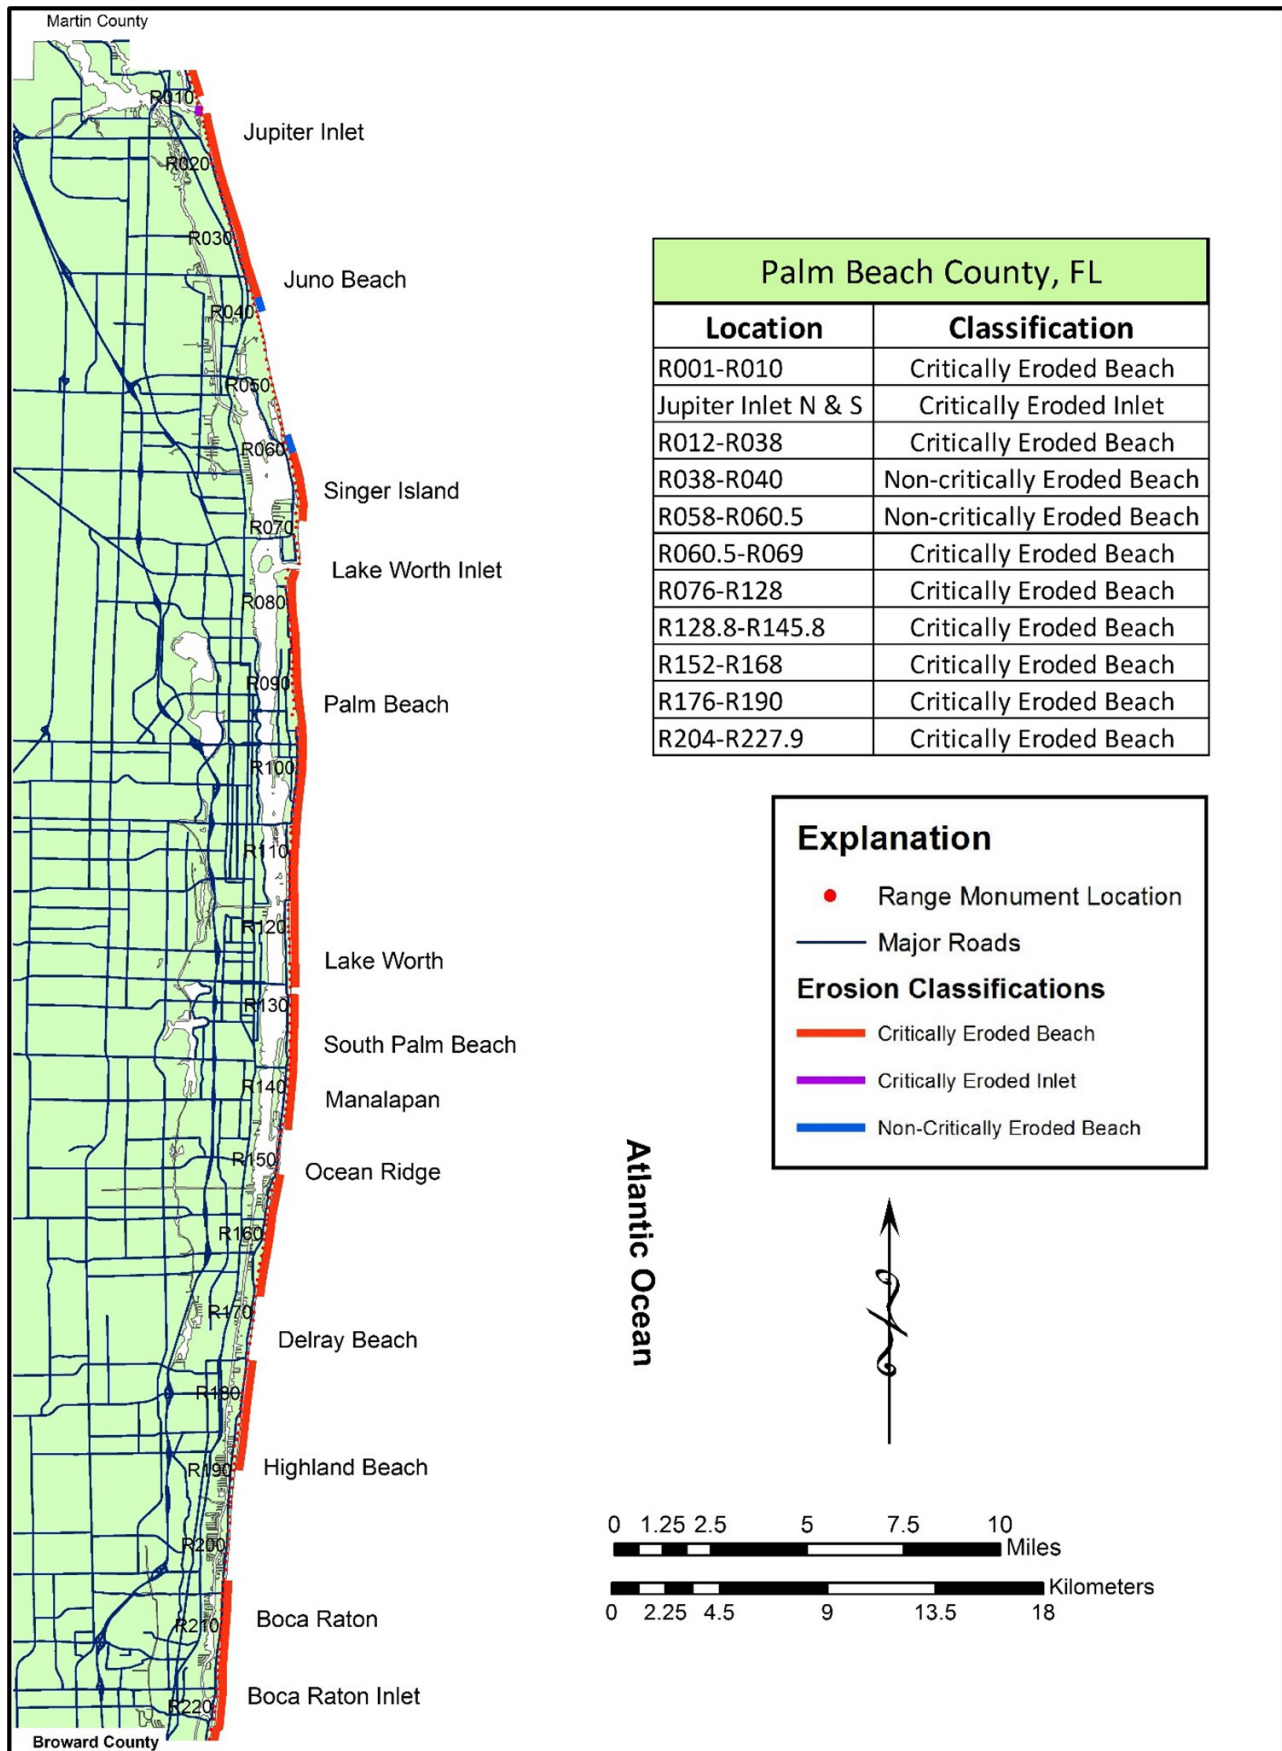 Martin County
R010
Jupiter Inlet
R020
R030
Juno Beach
R040
R050
R060
Singer Island
R070
Lake Worth Inlet
R080
R090
Palm Beach
R100
R110
R120
Lake Worth
R130
South Palm Beach
R140
Manalapan
R150
Ocean Ridge
R160
R170
Delray Beach
R180
R190
Highland Beach
R200
R210
Boca Raton
R220
Boca Raton Inlet
Broward County
Palm Beach County, FL
Location Classification
R001-R010 Critically Eroded Beach
Jupiter Inlet N & S Critically Eroded Inlet
R012-R038 Critically Eroded Beach
R038-R040 Non-critically Eroded Beach
R058-R060.5 Non-critically Eroded Beach
R060.5-R069 Critically Eroded Beach
R076-R128 Critically Eroded Beach
R128.8-R145.8 Critically Eroded Beach
R152-R168 Critically Eroded Beach
R176-R190 Critically Eroded Beach
R204-R227.9 Critically Eroded Beach
Explanation
Range Monument Location
Major Roads
Erosion Classifications
Critically Eroded Beach
Critically Eroded Inlet
Non-Critically Eroded Beach
Atlantic Ocean
0 1.25 2.5 5 7.5 10
Miles
Kilometers
0 2.25 4.5 9 13.5 18